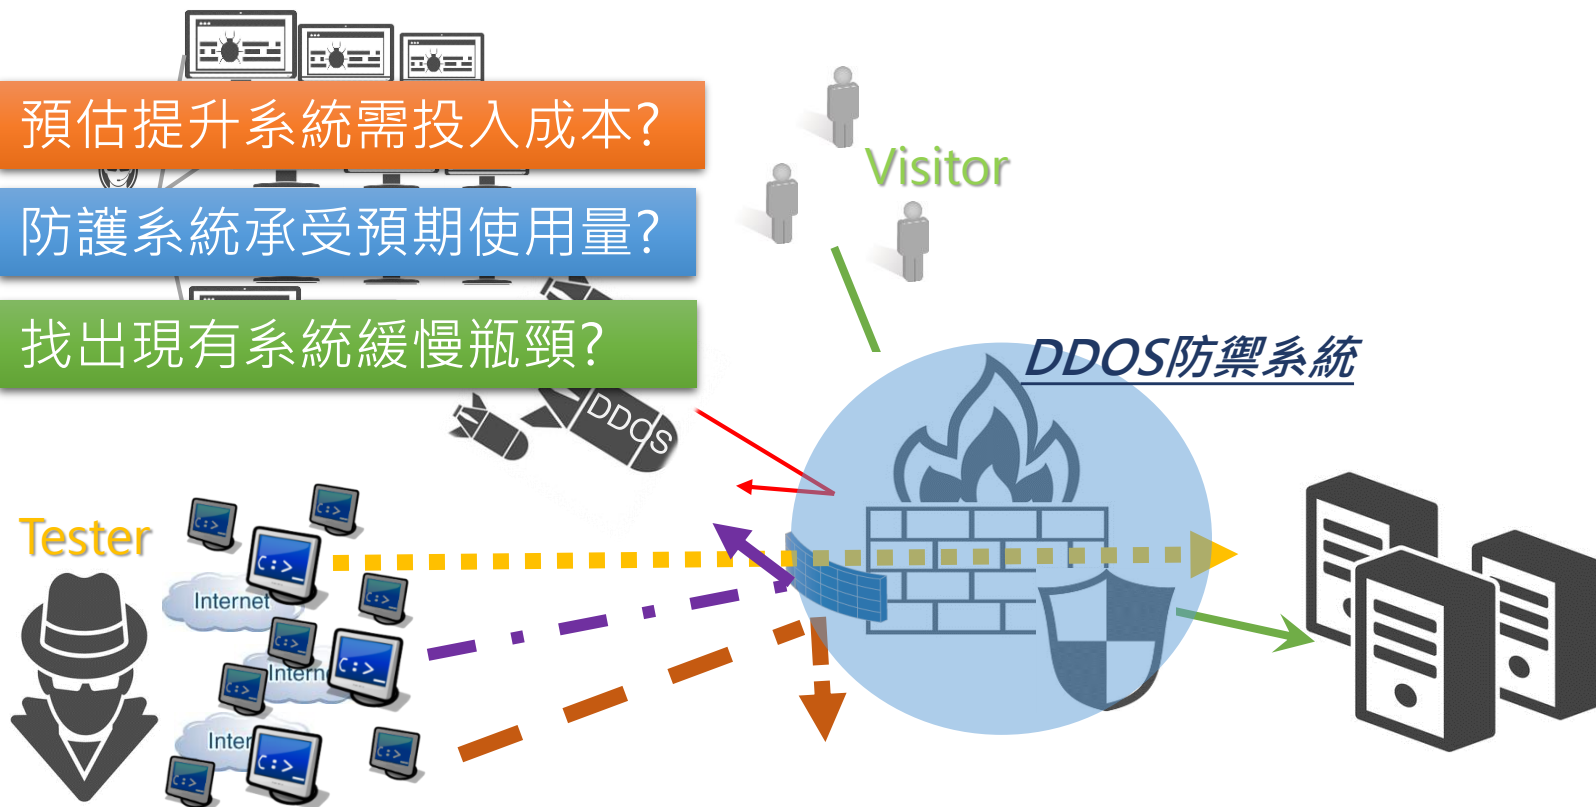 預估提升系統需投入成本?
防護系統承受預期使用量?
找出現有系統緩慢瓶頸?
Visitor
DDOS防禦系統
DDOS
Tester
C:>_
C:>_
C:>_
C:>_
Internet
C:>_
C:>_
C:>_
Intern
C:>_
C:>_
Inter
C:>_
C:>_